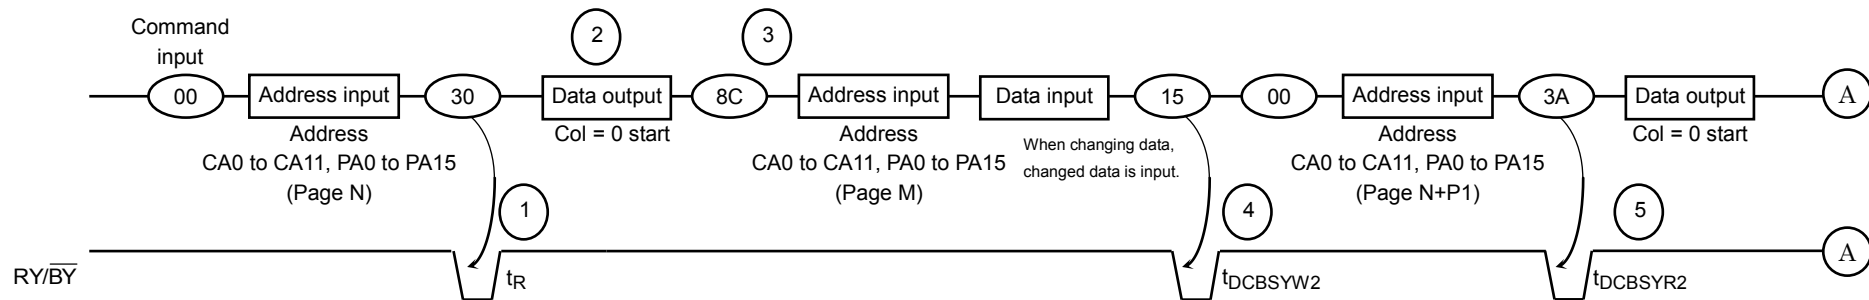 Command
input
2
3
00
Address input
30
Data output
8C
Address input
Data input
15
00
Address input
3A
Data output
A
Address
CA0 to CA11, PA0 to PA15
(Page N)
Col = 0 start
Address
CA0 to CA11, PA0 to PA15
(Page M)
When changing data,
changed data is input.
Address
CA0 to CA11, PA0 to PA15
(Page N+P1)
Col = 0 start
1
4
5
RY/BY
tR
tDCBSYW2
tDCBSYR2
A